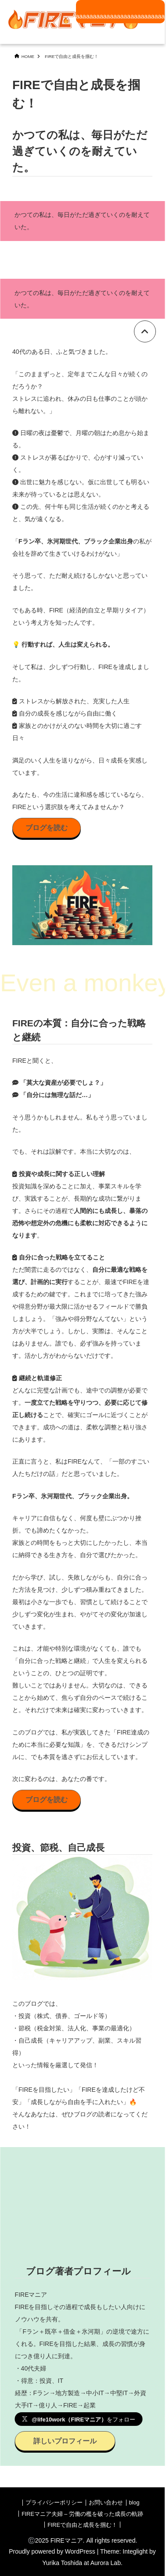 FIREマニア
HOME > FIREで自由と成長を掴む！
FIREで自由と成長を掴
む！
かつての私は、毎日がただ
過ぎていくのを耐えてい
た。
かつての私は、毎日がただ過ぎていくのを耐えて
いた。
かつての私は、毎日がただ過ぎていくのを耐えて
いた。
40代のある日、ふと気づきました。
「このままずっと、定年までこんな日々が続くの
だろうか？
ストレスに追われ、休みの日も仕事のことが頭か
ら離れない。」
日曜の夜は憂鬱で、月曜の朝はため息から始ま
る。
ストレスが募るばかりで、心がすり減ってい
く。
出世に魅力を感じない。仮に出世しても明るい
未来が待っているとは思えない。
この先、何十年も同じ生活が続くのかと考える
と、気が遠くなる。
「Fラン卒、氷河期世代、ブラック企業出身の私が
会社を辞めて生きていけるわけがない」
そう思って、ただ耐え続けるしかないと思ってい
ました。
でもある時、FIRE（経済的自立と早期リタイア）
という考え方を知ったんです。
💡 行動すれば、人生は変えられる。
そして私は、少しずつ行動し、FIREを達成しまし
た。
ストレスから解放された、充実した人生
自分の成長を感じながら自由に働く
家族とのかけがえのない時間を大切に過ごす
日々
満足のいく人生を送りながら、日々成長を実感し
ています。
あなたも、今の生活に違和感を感じているなら、
FIREという選択肢を考えてみませんか？
ブログを読む
FIRE
Even a monkey
FIREの本質：自分に合った戦略
と継続
FIREと聞くと、
「莫大な資産が必要でしょ？」
「自分には無理な話だ…」
そう思うかもしれません。私もそう思っていまし
た。
でも、それは誤解です。本当に大切なのは、
投資や成長に関する正しい理解
投資知識を深めることに加え、事業スキルを学
び、実践することが、長期的な成功に繋がりま
す。さらにその過程で人間的にも成長し、暴落の
恐怖や想定外の危機にも柔軟に対応できるように
なります。
自分に合った戦略を立てること
ただ闇雲に走るのではなく、自分に最適な戦略を
選び、計画的に実行することが、最速でFIREを達
成するための鍵です。これまでに培ってきた強み
や得意分野が最大限に活かせるフィールドで勝負
しましょう。「強みや得分野なんてない」という
方が大半でしょう。しかし、実際は、そんなこと
はありません。誰でも、必ず強みを持っていま
す。活かし方がわからないだけです。
継続と軌道修正
どんなに完璧な計画でも、途中での調整が必要で
す。一度立てた戦略を守りつつ、必要に応じて修
正し続けることで、確実にゴールに近づくことが
できます。成功への道は、柔軟な調整と粘り強さ
にあります。
正直に言うと、私はFIREなんて、「一部のすごい
人たちだけの話」だと思っていました。
Fラン卒、氷河期世代、ブラック企業出身。
キャリアに自信もなく、何度も壁にぶつかり挫
折、でも諦めたくなかった。
家族との時間をもっと大切にしたかったし、本当
に納得できる生き方を、自分で選びたかった。
だから学び、試し、失敗しながらも、自分に合っ
た方法を見つけ、少しずつ積み重ねてきました。
最初は小さな一歩でも、習慣として続けることで
少しずつ変化が生まれ、やがてその変化が加速し
ていきます。
これは、才能や特別な環境がなくても、誰でも
「自分に合った戦略と継続」で人生を変えられる
ということの、ひとつの証明です。
難しいことではありません。大切なのは、できる
ことから始めて、焦らず自分のペースで続けるこ
と。それだけで未来は確実に変わっていきます。
このブログでは、私が実践してきた「FIRE達成の
ために本当に必要な知識」を、できるだけシンプ
ルに、でも本質を逃さずにお伝えしています。
次に変わるのは、あなたの番です。
ブログを読む
投資、節税、自己成長
このブログでは、
・投資（株式、債券、ゴールド等）
・節税（税金対策、法人化、事業の最適化）
・自己成長（キャリアアップ、副業、スキル習
得）
といった情報を厳選して発信！
「FIREを目指したい」「FIREを達成したけど不
安」「成長しながら自由を手に入れたい」🔥
そんなあなたは、ぜひブログの読者になってくだ
さい！
ブログ著者プロフィール
FIREマニア
FIREを目指しその過程で成長もしたい人向けに
ノウハウを共有。
「Fラン＋既卒＋借金＋氷河期」の逆境で途方に
くれる。FIREを目指した結果、成長の習慣が身
につき億り人に到達。
・40代夫婦
・得意：投資、IT
経歴：Fラン→地方製造→中小IT→中堅IT→外資
大手IT→億り人→FIRE→起業
@life10work（FIREマニア）をフォロー
詳しいプロフィール
| プライバシーポリシー | お問い合わせ | blog
| FIREマニア夫婦 – 労働の檻を破った成長の軌跡
| FIREで自由と成長を掴む！ |
Ⓒ2025 FIREマニア. All rights reserved.
Proudly powered by WordPress | Theme: Integlight by
Yurika Toshida at Aurora Lab.